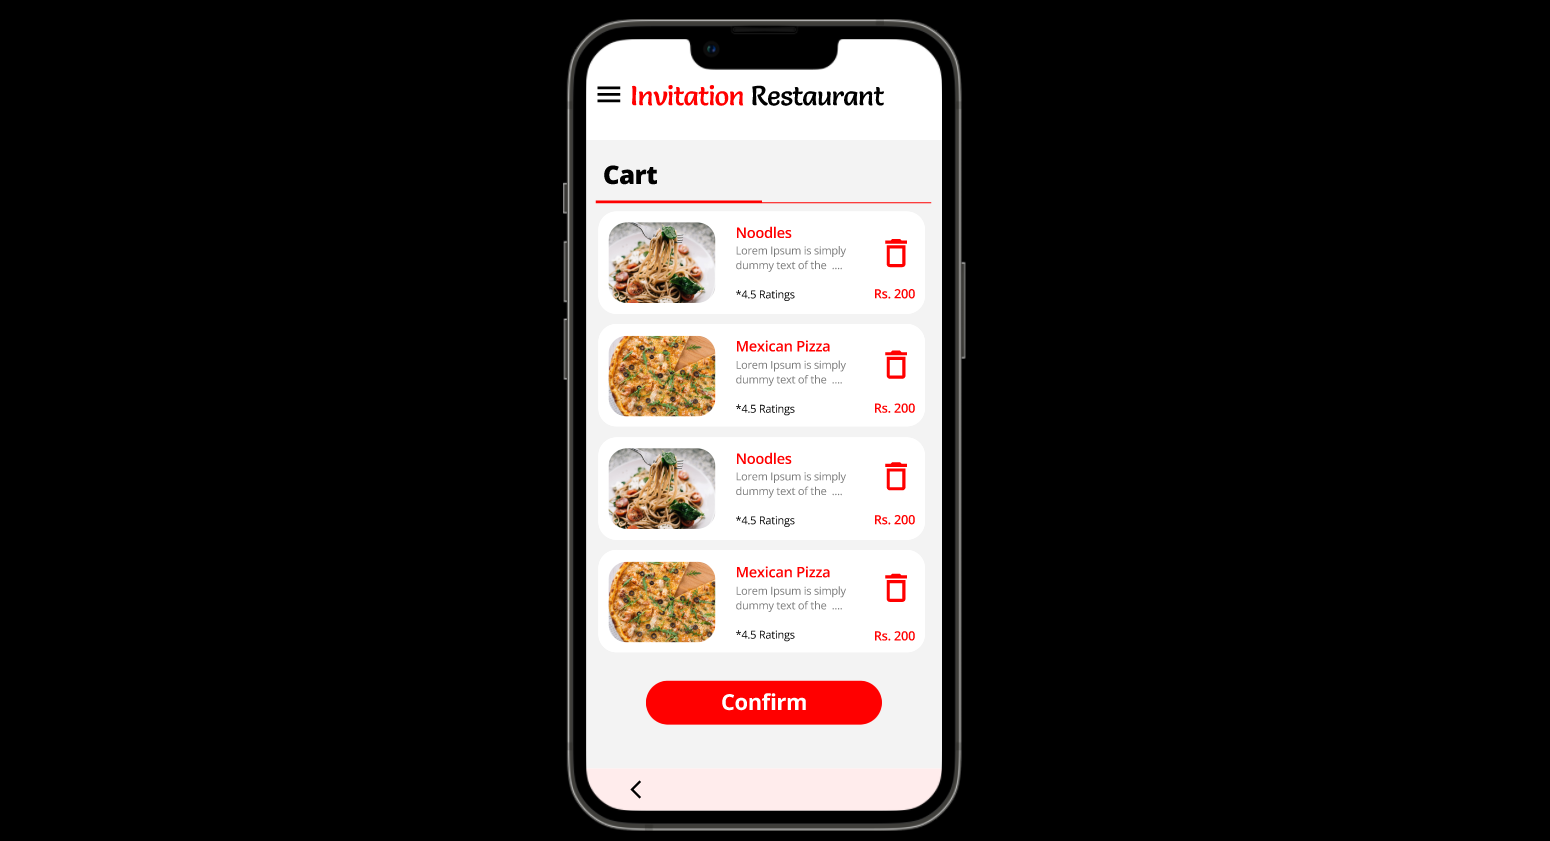 Invitation Restaurant
Cart
Noodles
Lorem Ipsum is simply
dummy text of the  ....
*4.5 Ratings
Rs. 200
Mexican Pizza
Lorem Ipsum is simply
dummy text of the  ....
*4.5 Ratings
Rs. 200
Noodles
Lorem Ipsum is simply
dummy text of the  ....
*4.5 Ratings
Rs. 200
Mexican Pizza
Lorem Ipsum is simply
dummy text of the  ....
*4.5 Ratings
Rs. 200
Confirm